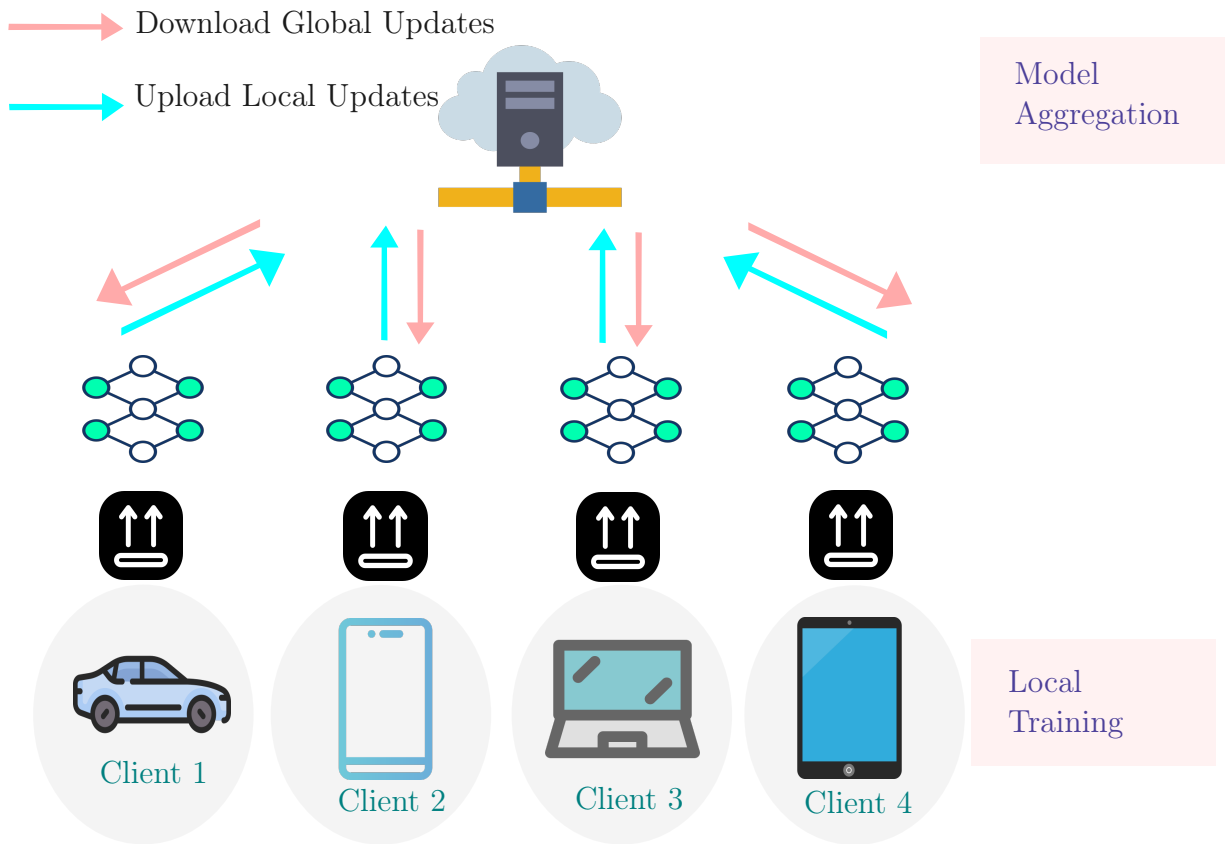 Download Global Updates
Upload Local Updates
Model
Aggregation
Local
Training
Client 1
Client 2
Client 3
Client 4